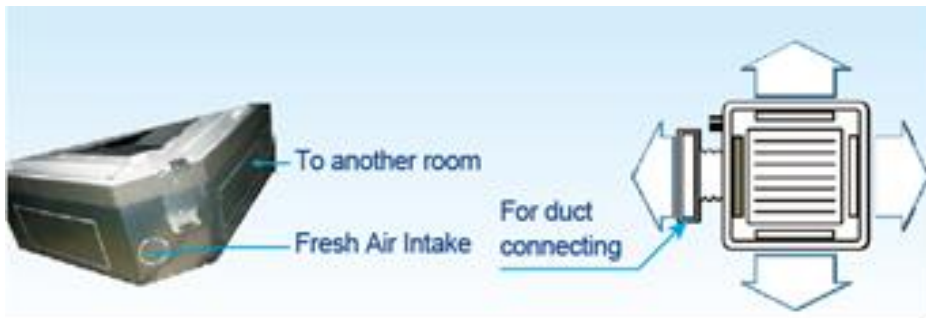 To another room
Fresh Air Intake
For duct
connecting